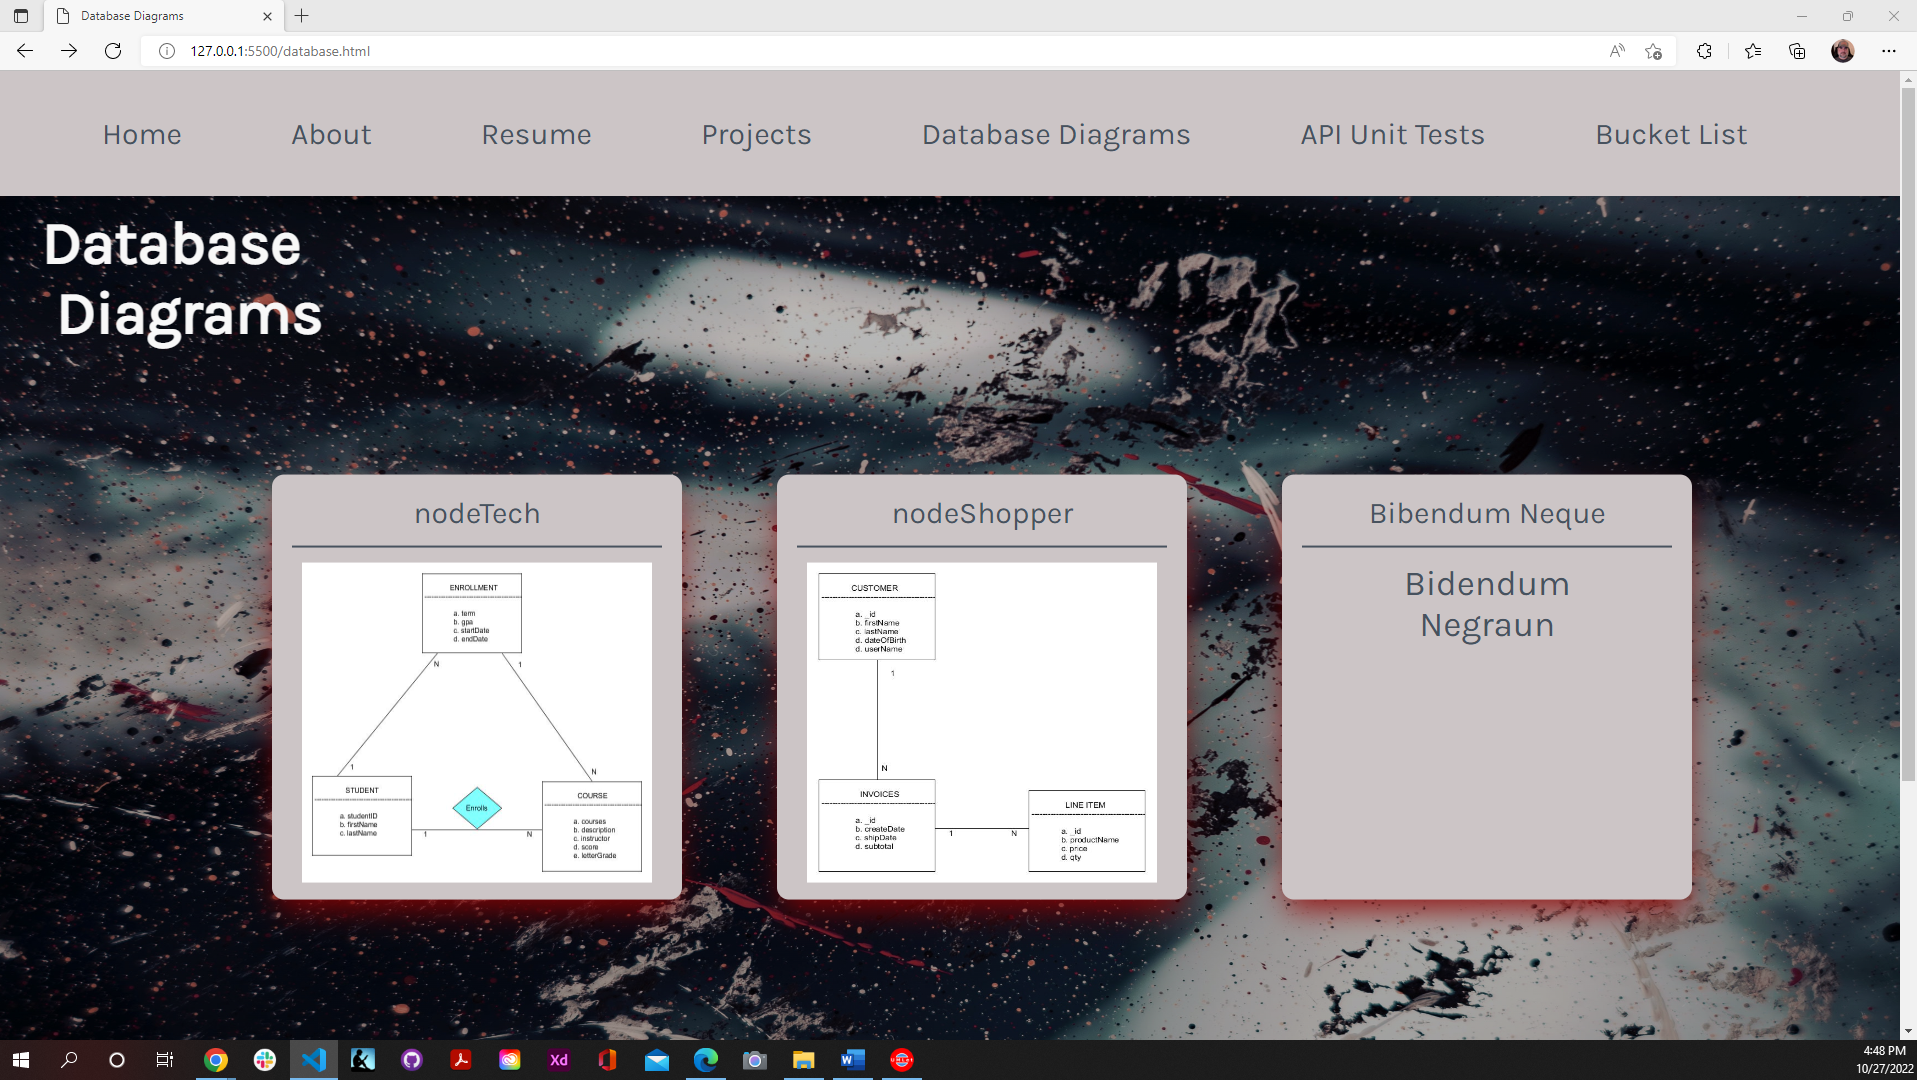 Database Diagrams
127.0.0.1:5500/database.html
Home About Resume Projects Database Diagrams API Unit Tests Bucket List
Database
Diagrams
nodeTech
ENROLLMENT
a. term
b. gpa
c. startDate
d. endDate
N 1
1 N
STUDENT
a. studentID
b. firstName
c. lastName
Enrolls
1 N
COURSE
a. courses
b. description
c. instructor
d. score
e. letterGrade
nodeShopper
CUSTOMER
a. _id
b. firstName
c. lastName
d. dateOfBirth
d. userName
1
N
INVOICES
a. _id
b. createDate
c. shipDate
d. subtotal
1 N
LINE ITEM
a. _id
b. productName
c. price
d. qty
Bibendum Neque
Bidendum
Negraun
Xd
W
4:48 PM
10/27/2022